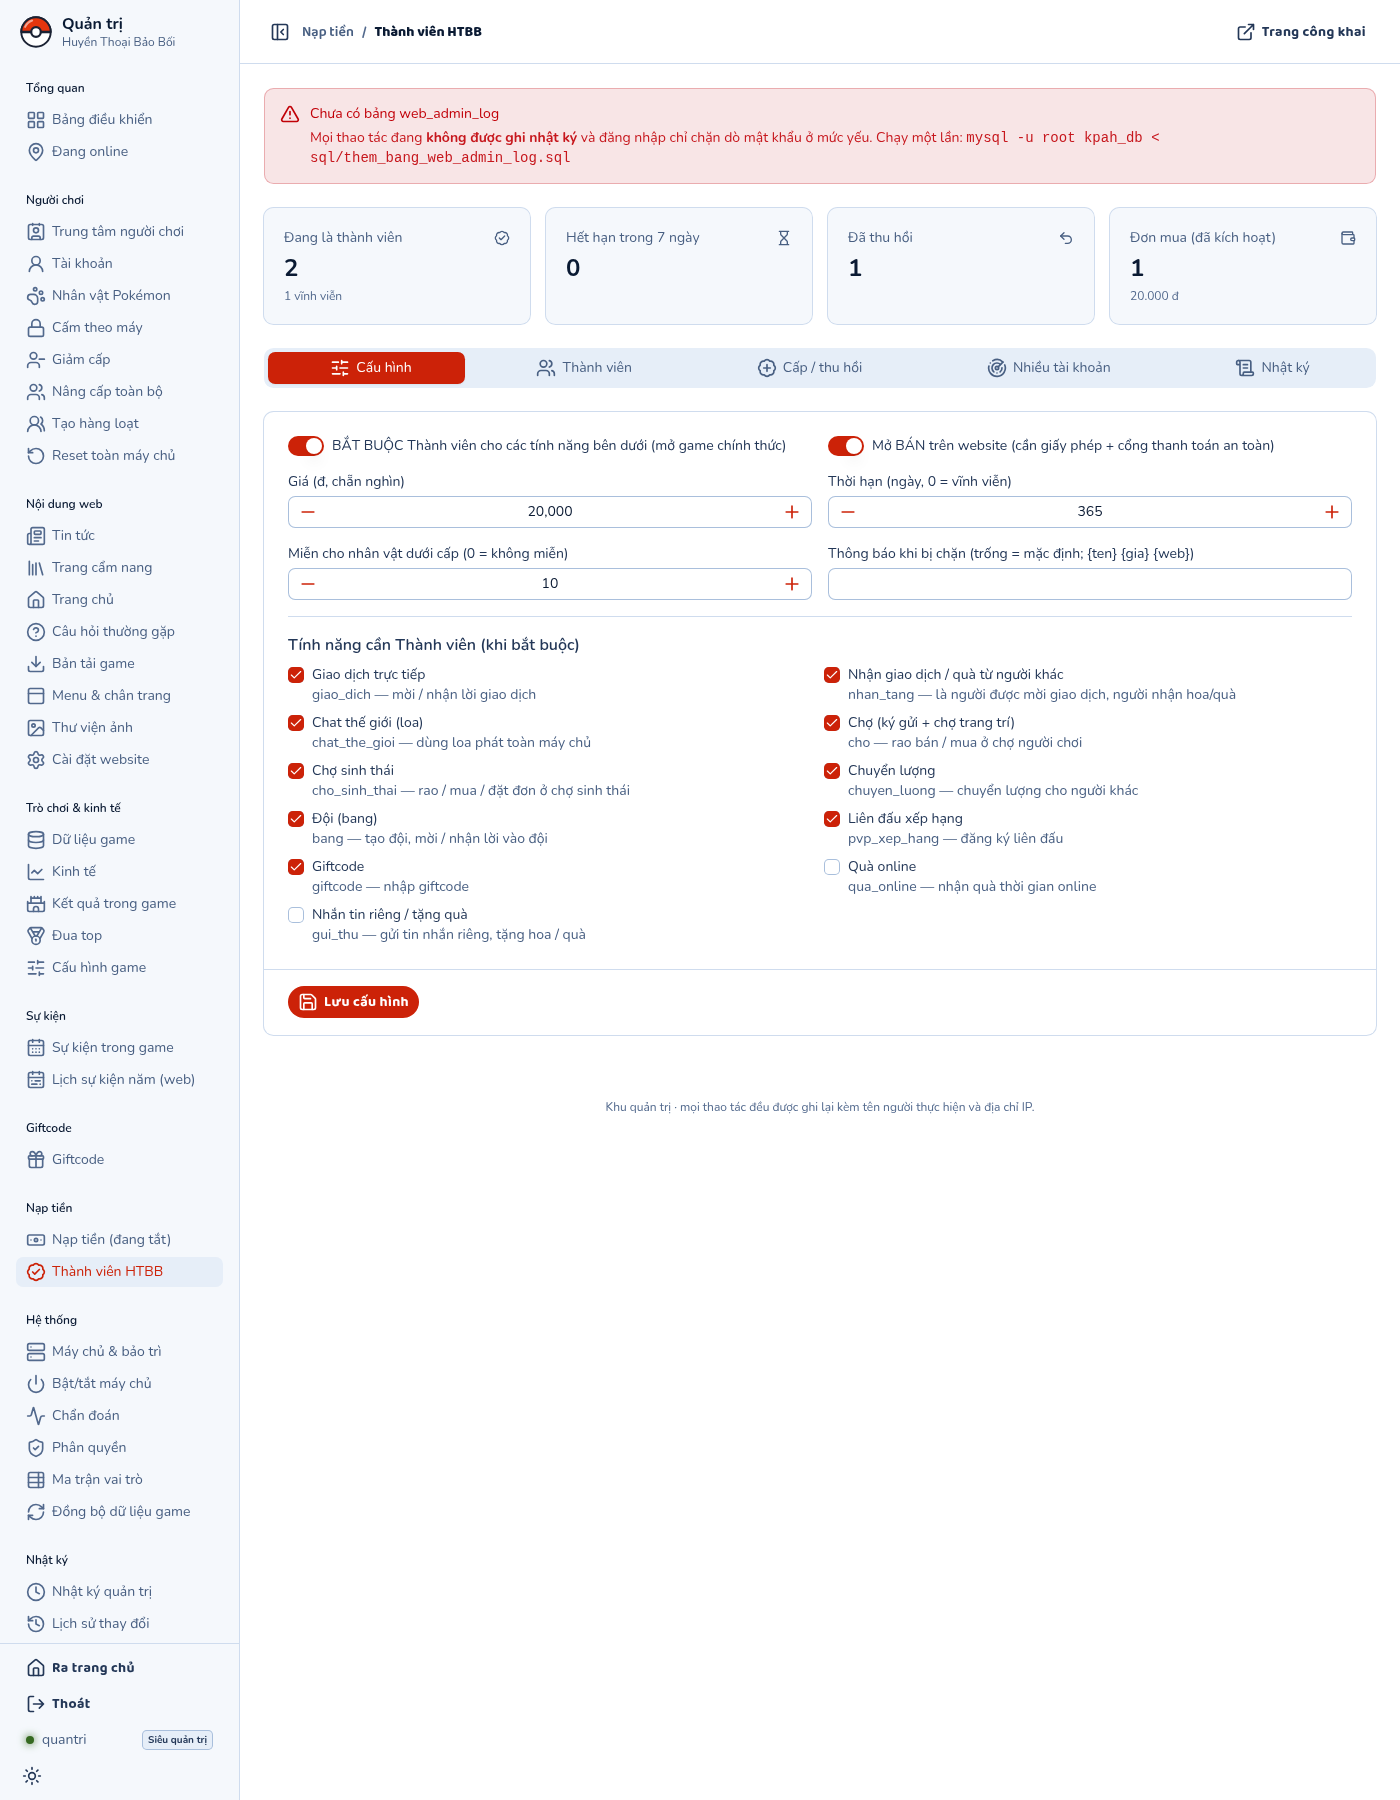 Quản trị
Huyền Thoại Bảo Bối
Tổng quan
Bảng điều khiển
Đang online
Người chơi
Trung tâm người chơi
Tài khoản
Nhân vật Pokémon
Cấm theo máy
Giảm cấp
Nâng cấp toàn bộ
Tạo hàng loạt
Reset toàn máy chủ
Nội dung web
Tin tức
Trang cẩm nang
Trang chủ
Câu hỏi thường gặp
Bản tải game
Menu & chân trang
Thư viện ảnh
Cài đặt website
Trò chơi & kinh tế
Dữ liệu game
Kinh tế
Kết quả trong game
Đua top
Cấu hình game
Sự kiện
Sự kiện trong game
Lịch sự kiện năm (web)
Giftcode
Giftcode
Nạp tiền
Nạp tiền (đang tắt)
Thành viên HTBB
Hệ thống
Máy chủ & bảo trì
Bật/tắt máy chủ
Chẩn đoán
Phân quyền
Ma trận vai trò
Đồng bộ dữ liệu game
Nhật ký
Nhật ký quản trị
Lịch sử thay đổi
Ra trang chủ
Thoát
quantri
Siêu quản trị
Nạp tiền / Thành viên HTBB
Trang công khai
Chưa có bảng web_admin_log
Mọi thao tác đang không được ghi nhật ký và đăng nhập chỉ chặn dò mật khẩu ở mức yếu. Chạy một lần: mysql -u root kpah_db <
sql/them_bang_web_admin_log.sql
Đang là thành viên
2
1 vĩnh viễn
Hết hạn trong 7 ngày
0
Đã thu hồi
1
Đơn mua (đã kích hoạt)
1
20.000 đ
Cấu hình
Thành viên
Cấp / thu hồi
Nhiều tài khoản
Nhật ký
BẮT BUỘC Thành viên cho các tính năng bên dưới (mở game chính thức)
Mở BÁN trên website (cần giấy phép + cổng thanh toán an toàn)
Giá (đ, chẵn nghìn)
20,000
Thời hạn (ngày, 0 = vĩnh viễn)
365
Miễn cho nhân vật dưới cấp (0 = không miễn)
10
Thông báo khi bị chặn (trống = mặc định; {ten} {gia} {web})
Tính năng cần Thành viên (khi bắt buộc)
Giao dịch trực tiếp
giao_dich — mời / nhận lời giao dịch
Nhận giao dịch / quà từ người khác
nhan_tang — là người được mời giao dịch, người nhận hoa/quà
Chat thế giới (loa)
chat_the_gioi — dùng loa phát toàn máy chủ
Chợ (ký gửi + chợ trang trí)
cho — rao bán / mua ở chợ người chơi
Chợ sinh thái
cho_sinh_thai — rao / mua / đặt đơn ở chợ sinh thái
Chuyển lượng
chuyen_luong — chuyển lượng cho người khác
Đội (bang)
bang — tạo đội, mời / nhận lời vào đội
Liên đấu xếp hạng
pvp_xep_hang — đăng ký liên đấu
Giftcode
giftcode — nhập giftcode
Quà online
qua_online — nhận quà thời gian online
Nhắn tin riêng / tặng quà
gui_thu — gửi tin nhắn riêng, tặng hoa / quà
Lưu cấu hình
Khu quản trị · mọi thao tác đều được ghi lại kèm tên người thực hiện và địa chỉ IP.